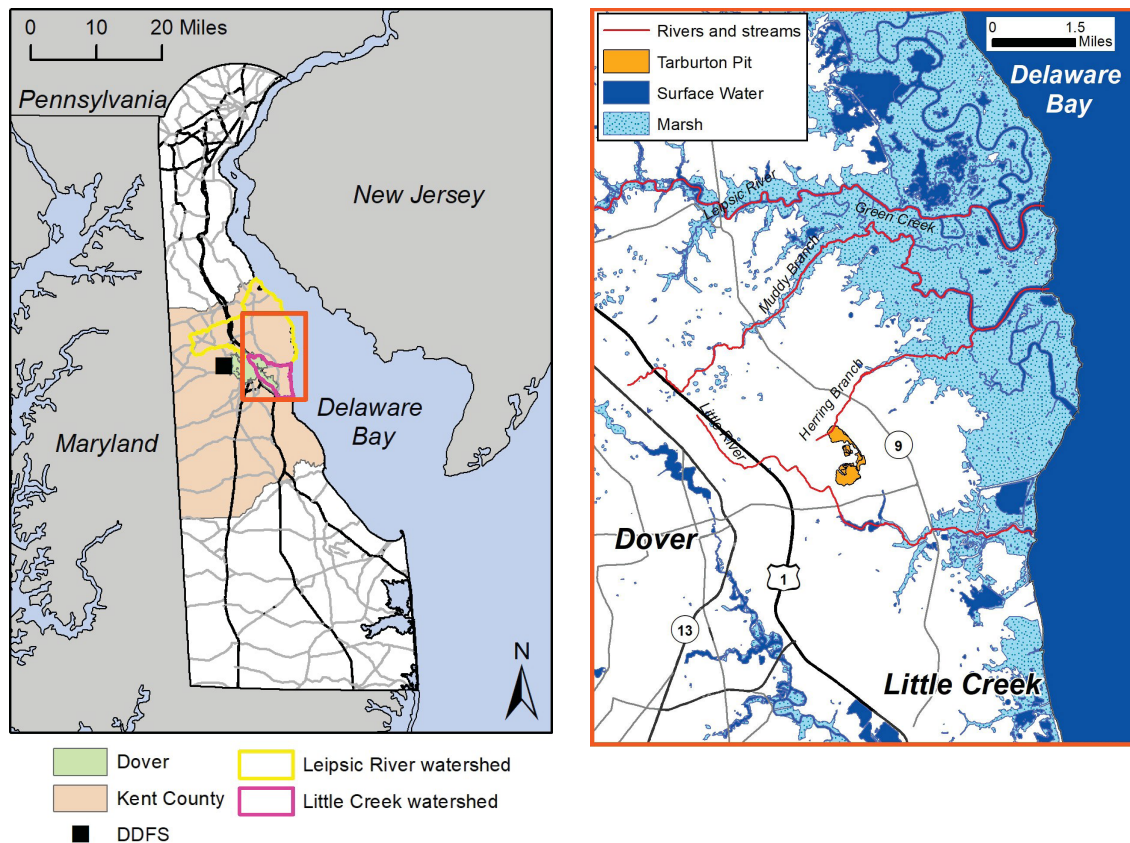 0 10 20 Miles
Pennsylvania
New Jersey
Maryland
Delaware
Bay
N
Dover
Kent County
DDFS
Leipsic River watershed
Little Creek watershed
Rivers and streams
Tarburton Pit
Surface Water
Marsh
0 1.5
Miles
Delaware
Bay
Leipsic River
Green Creek
Muddy Branch
Herring Branch
Little River
9
Dover
1
13
Little Creek